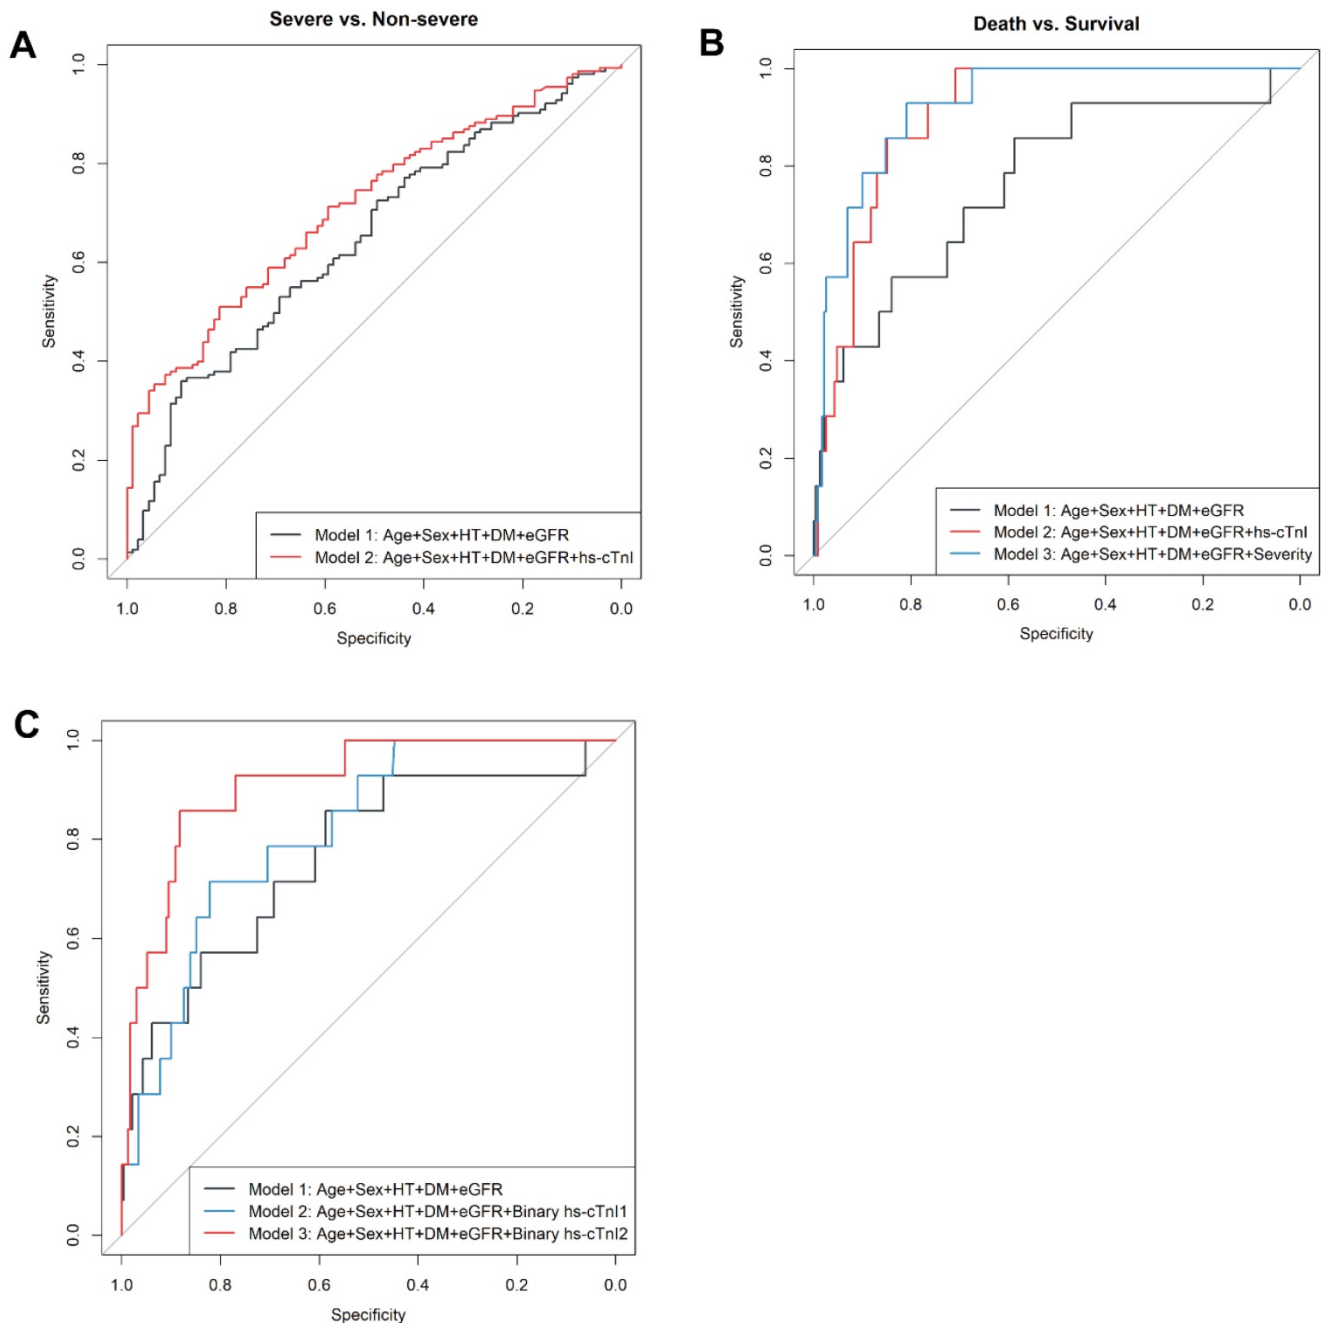 Severe vs. Non-severe
A
1.0
0.8
0.6
0.4
0.2
0.0
Sensitivity
Model 1: Age+Sex+HT+DM+eGFR
Model 2: Age+Sex+HT+DM+eGFR+hs-cTnI
1.0 0.8 0.6 0.4 0.2 0.0
Specificity
Death vs. Survival
B
1.0
0.8
0.6
0.4
0.2
0.0
Sensitivity
Model 1: Age+Sex+HT+DM+eGFR
Model 2: Age+Sex+HT+DM+eGFR+hs-cTnI
Model 3: Age+Sex+HT+DM+eGFR+Severity
1.0 0.8 0.6 0.4 0.2 0.0
Specificity
C
1.0
0.8
0.6
0.4
0.2
0.0
Sensitivity
Model 1: Age+Sex+HT+DM+eGFR
Model 2: Age+Sex+HT+DM+eGFR+Binary hs-cTnI1
Model 3: Age+Sex+HT+DM+eGFR+Binary hs-cTnI2
1.0 0.8 0.6 0.4 0.2 0.0
Specificity